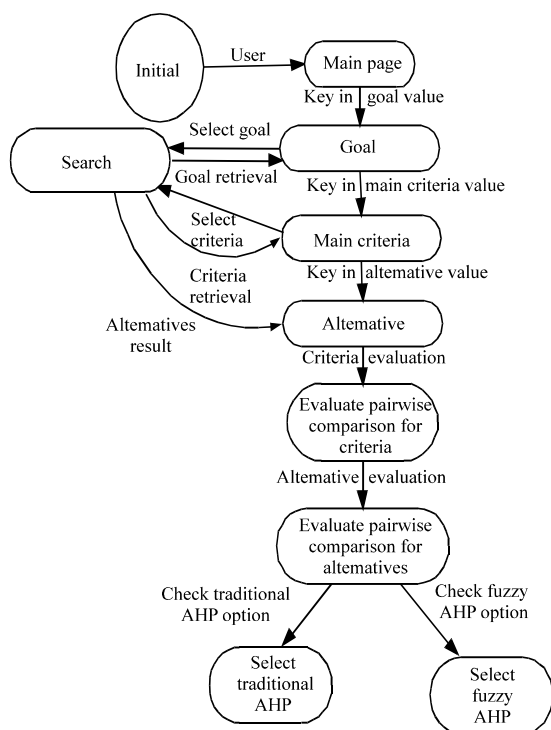 User
Initial
Main page
Key in goal value
Select goal
Goal
Search
Goal retrieval
Key in main criteria value
Select
criteria
Main criteria
Key in alternative value
Criteria
retrieval
Altematives
result
Altemative
Criteria evaluation
Evaluate pairwise
comparison for
criteria
Alternative evaluation
Evaluate pairwise
comparison for
alternatives
Check traditional
AHP option
Check fuzzy
AHP option
Select
traditional
AHP
Select
fuzzy
AHP